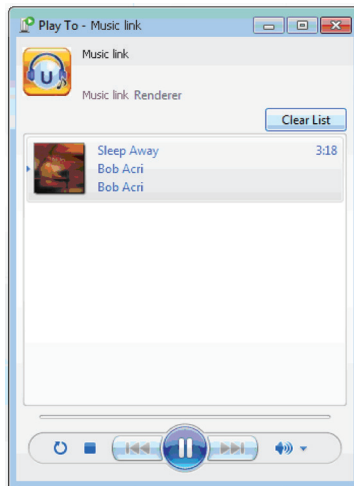 Play To - Music link
Music link
U
Music link Renderer
Clear List
Sleep Away 3:18
Bob Acri
Bob Acri